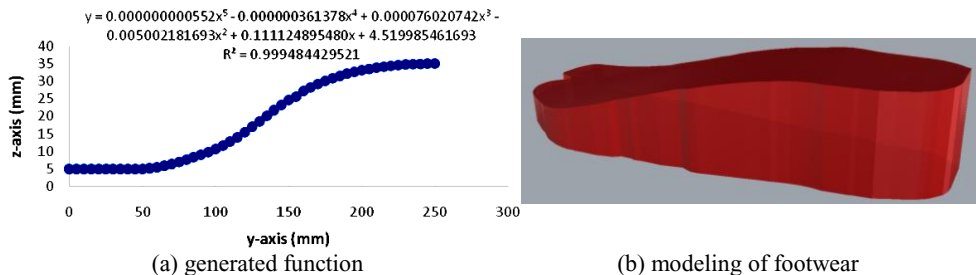 y = 0.000000000552x⁵ - 0.000000361378x⁴ + 0.000076020742x³ -
0.005002181693x² + 0.111124895480x + 4.519985461693
R² = 0.999484429521
40
35
30
25
20
15
10
5
0
z-axis (mm)
0 50 100 150 200 250 300
y-axis (mm)
(a) generated function
(b) modeling of footwear